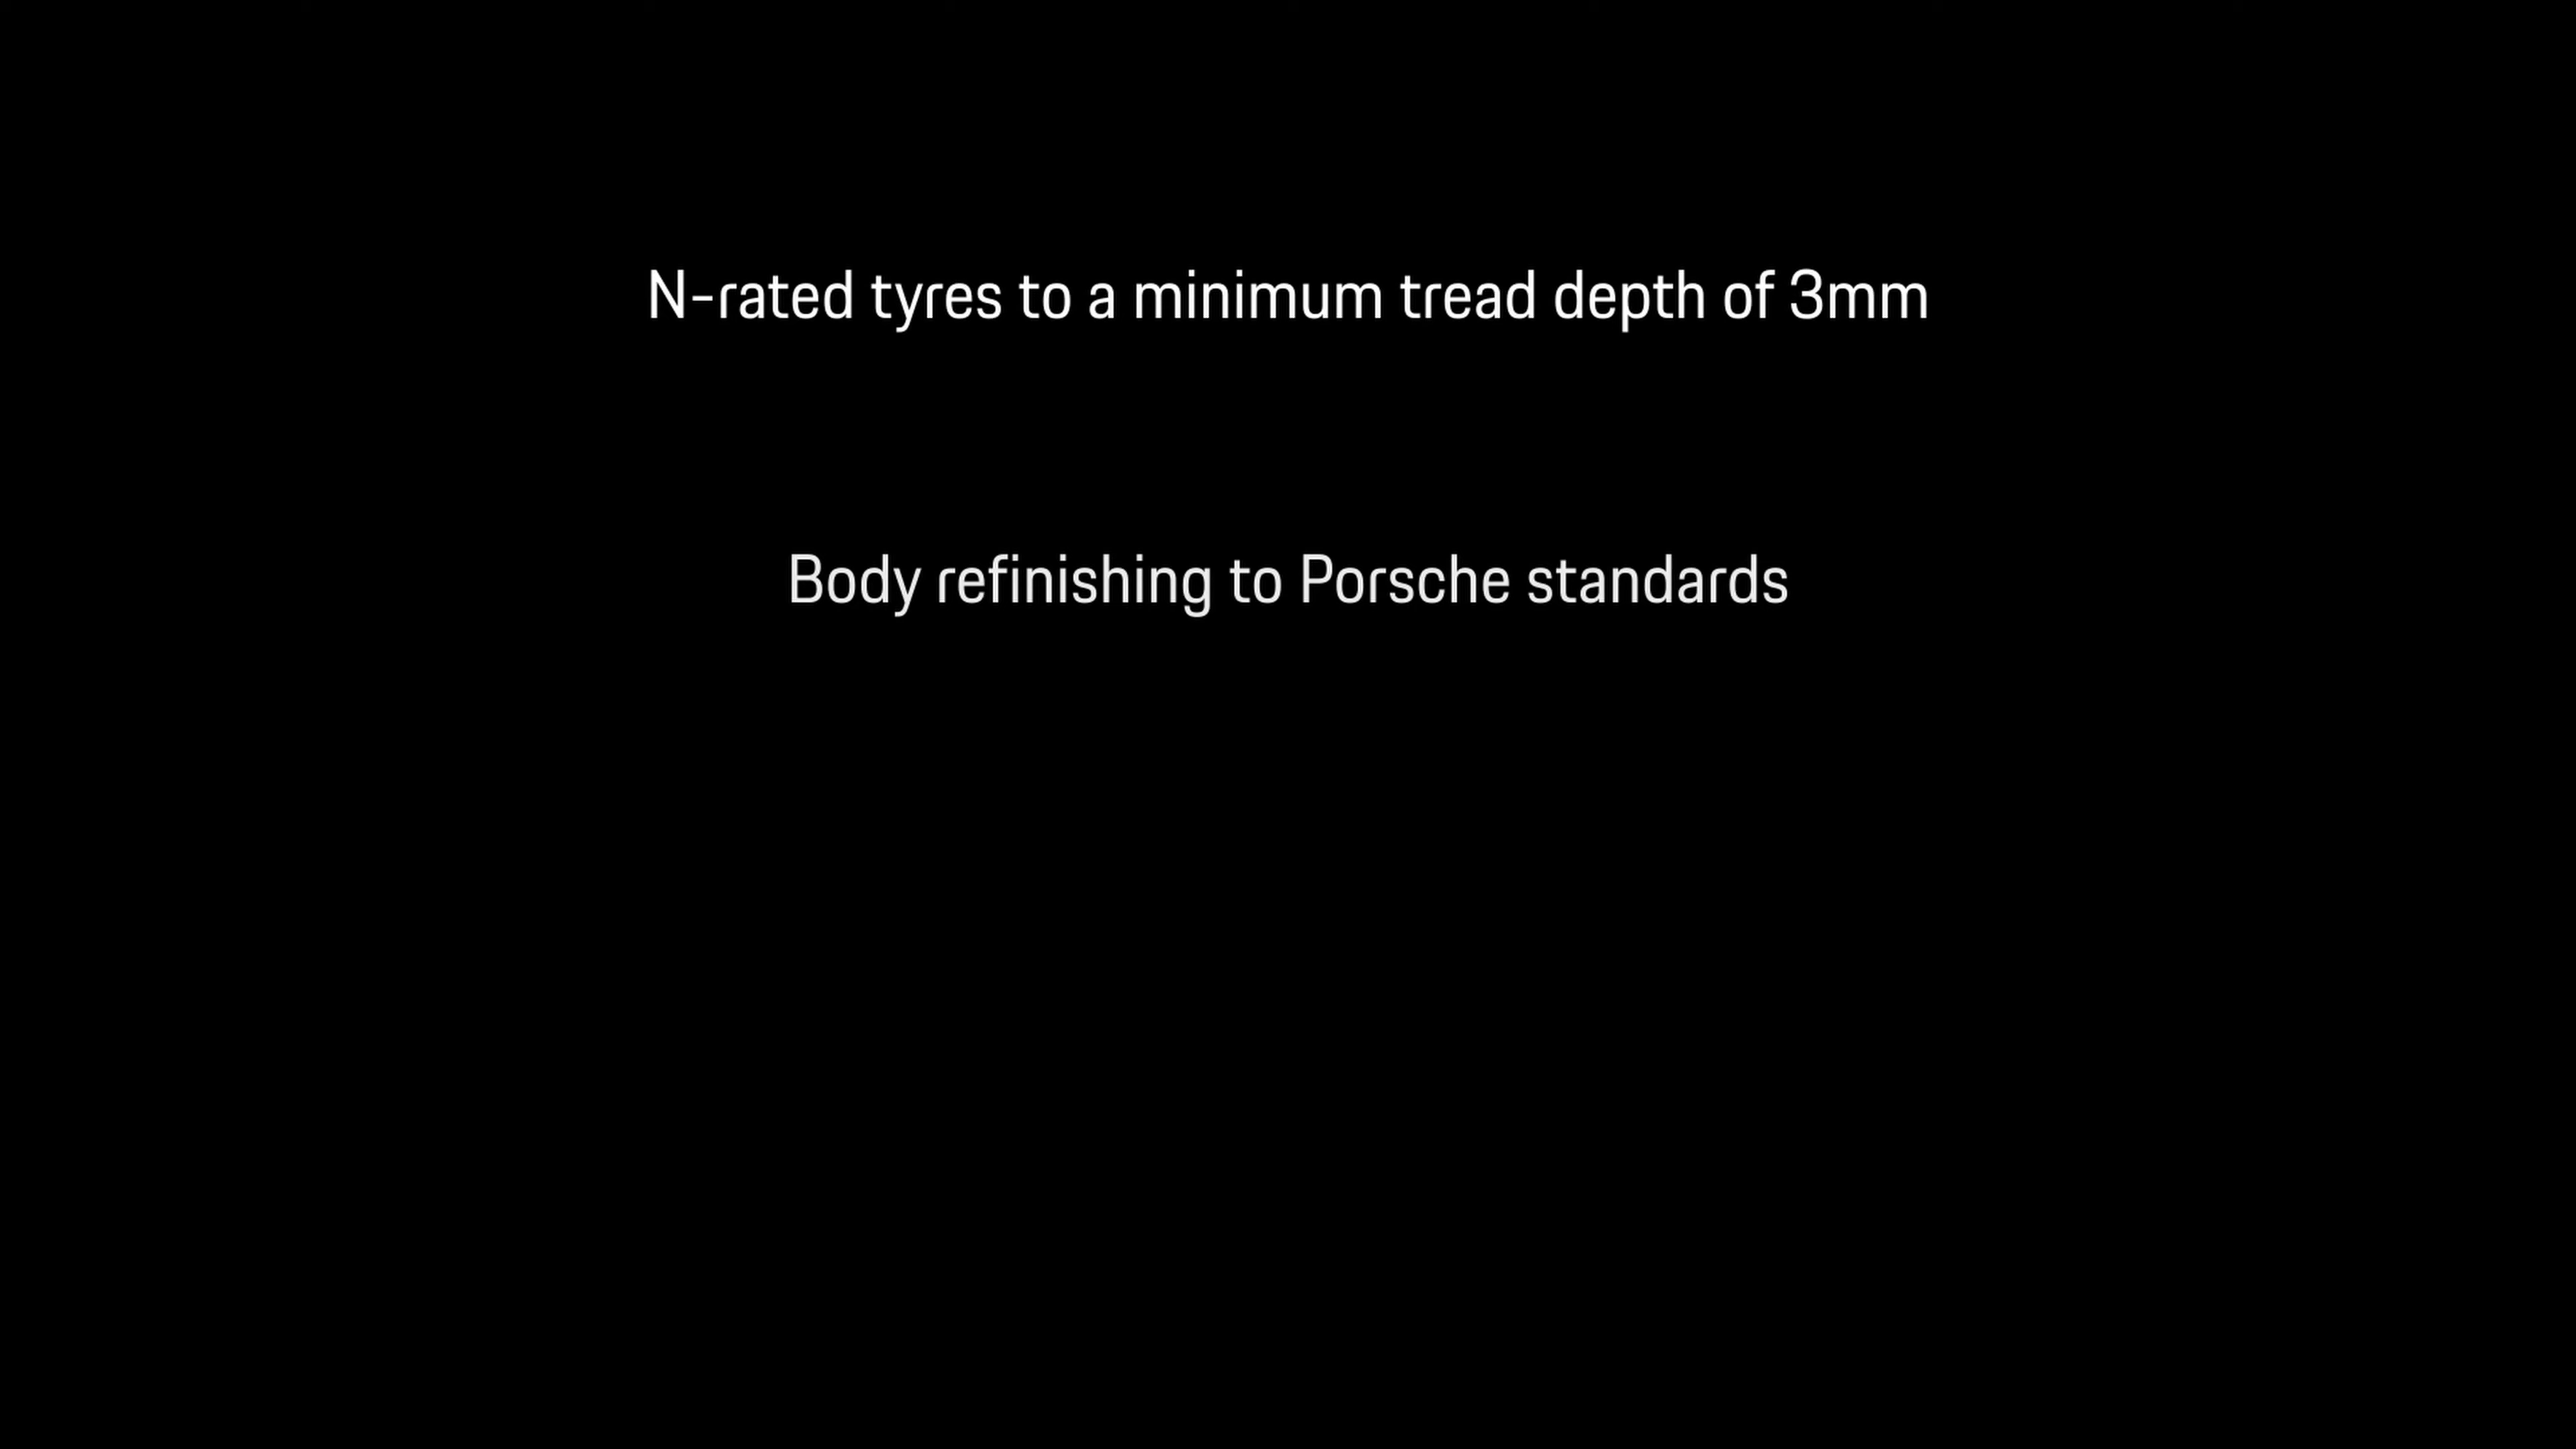 N-rated tyres to a minimum tread depth of 3mm
Body refinishing to Porsche standards